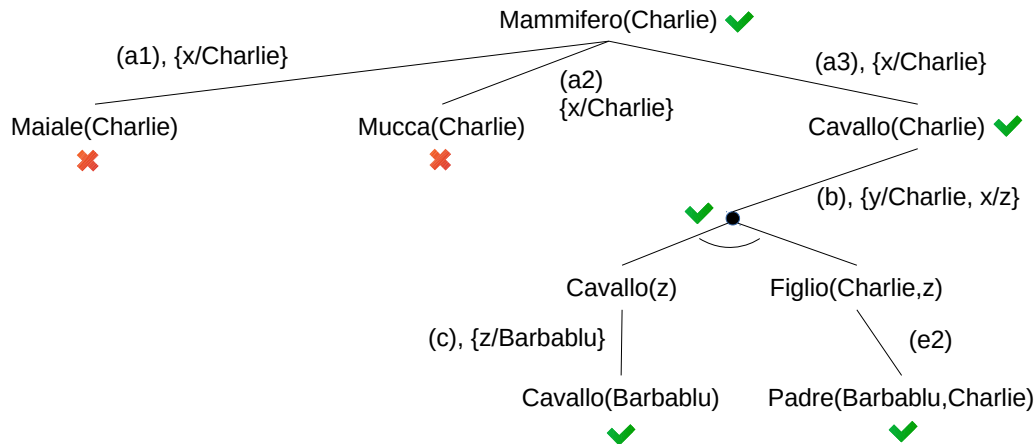 Mammifero(Charlie)
(a1), {x/Charlie}
(a2)
{x/Charlie}
(a3), {x/Charlie}
Maiale(Charlie)
Mucca(Charlie)
Cavallo(Charlie)
(b), {y/Charlie, x/z}
Cavallo(z)
Figlio(Charlie,z)
(c), {z/Barbablu}
(e2)
Cavallo(Barbablu)
Padre(Barbablu,Charlie)